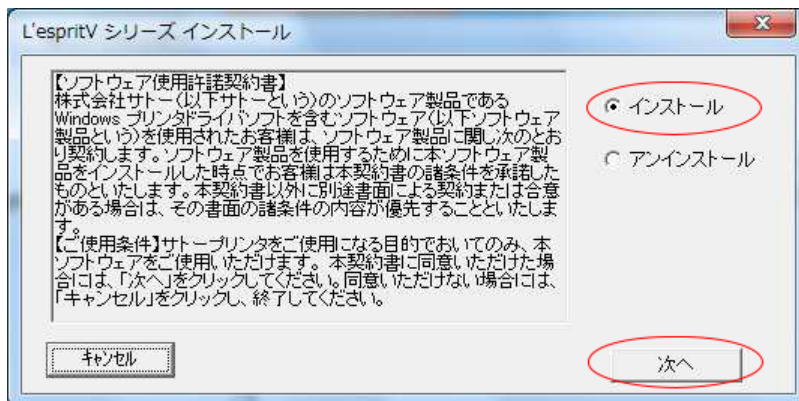 L'espritV シリーズ インストール
【ソフトウェア使用許諾契約書】
株式会社サトー(以下サトーという)のソフトウェア製品である
Windows プリンタドライバソフトを含むソフトウェア(以下ソフトウェア
製品という)を使用されたお客様は、ソフトウェア製品に関し次のとお
り契約します。ソフトウェア製品を使用するために本ソフトウェア製
品をインストールした時点でお客様は本契約書の諸条件を承諾した
ものといたします。本契約書以外に別途書面による契約または合意
がある場合は、その書面の諸条件の内容が優先することといたしま
す。
【ご使用条件】サトープリンタをご使用になる目的でおいてのみ、本
ソフトウェアをご使用いただけます。本契約書に同意いただけた場
合には、「次へ」をクリックしてください。同意いただけない場合には、
「キャンセル」をクリックし、終了してください。
インストール
アンインストール
キャンセル
次へ